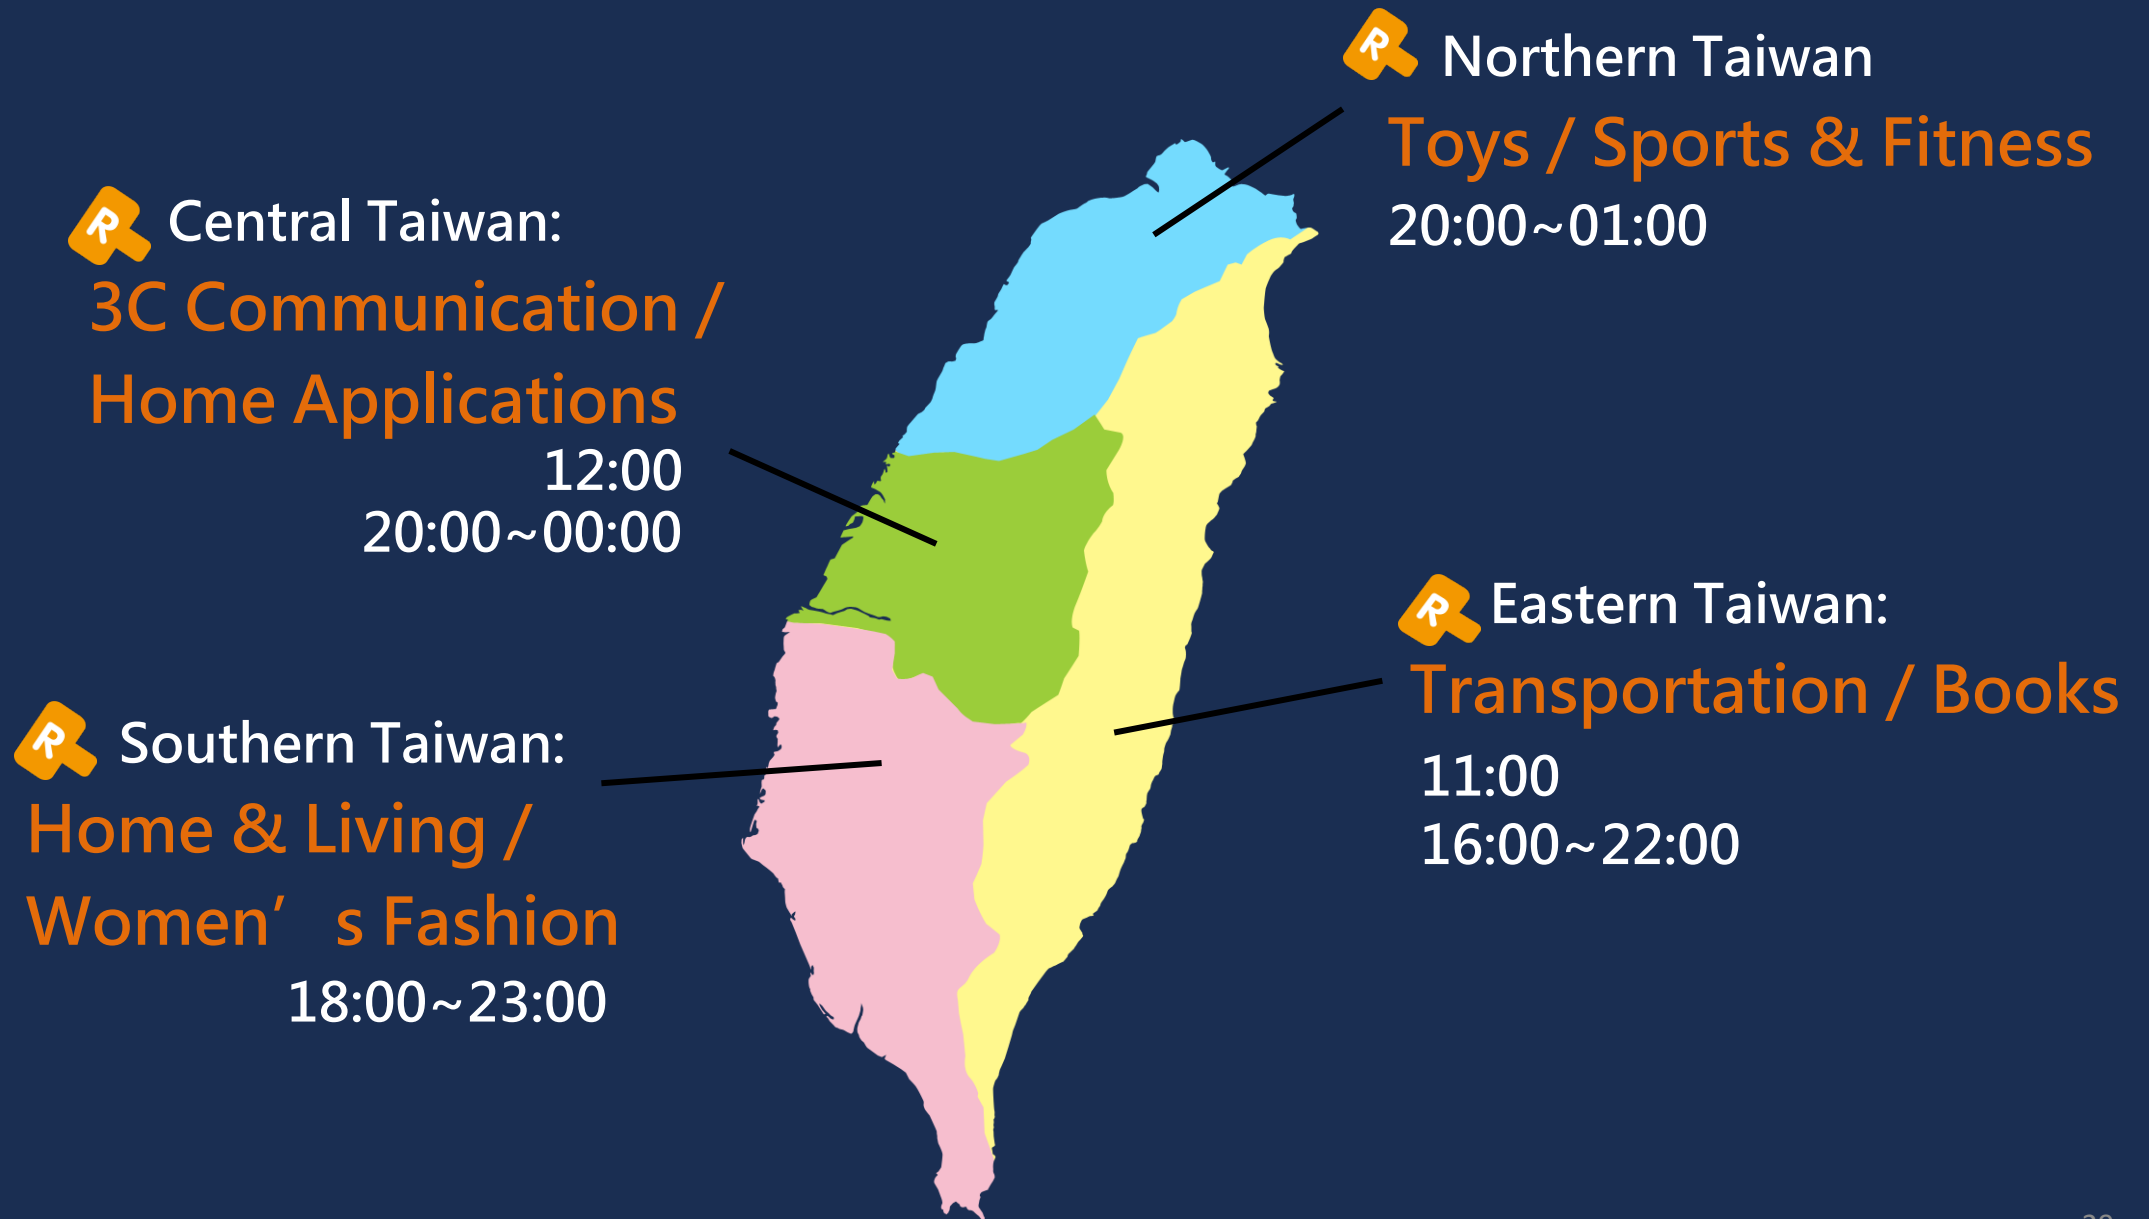 R Northern Taiwan
Toys / Sports & Fitness
20:00~01:00
R Central Taiwan:
3C Communication /
Home Applications
12:00
20:00~00:00
R Eastern Taiwan:
Transportation / Books
11:00
16:00~22:00
R Southern Taiwan:
Home & Living /
Women’s Fashion
18:00~23:00